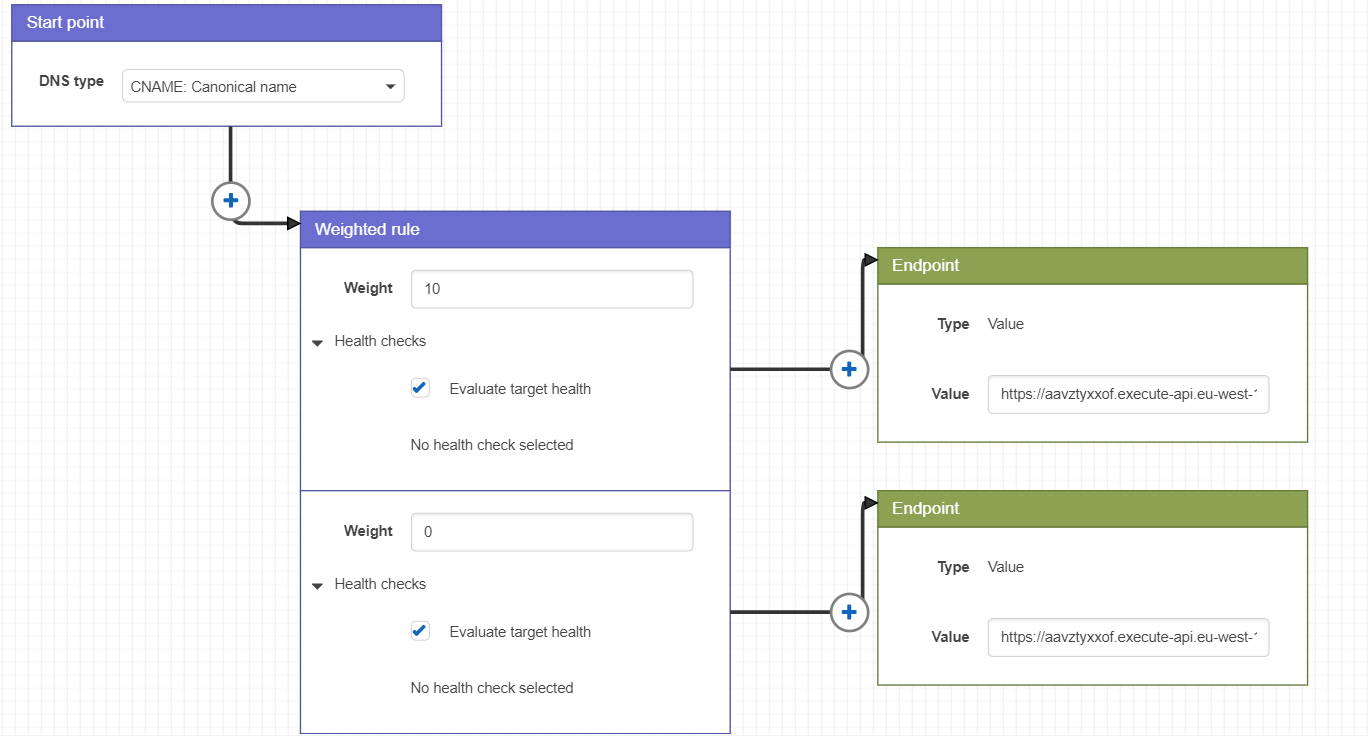 Start point
DNS type CNAME: Canonical name
Weighted rule
Weight 10
Health checks
Evaluate target health
No health check selected
Weight 0
Health checks
Evaluate target health
No health check selected
Endpoint
Type Value
Value https://aavztyxxof.execute-api.eu-west-
Endpoint
Type Value
Value https://aavztyxxof.execute-api.eu-west-